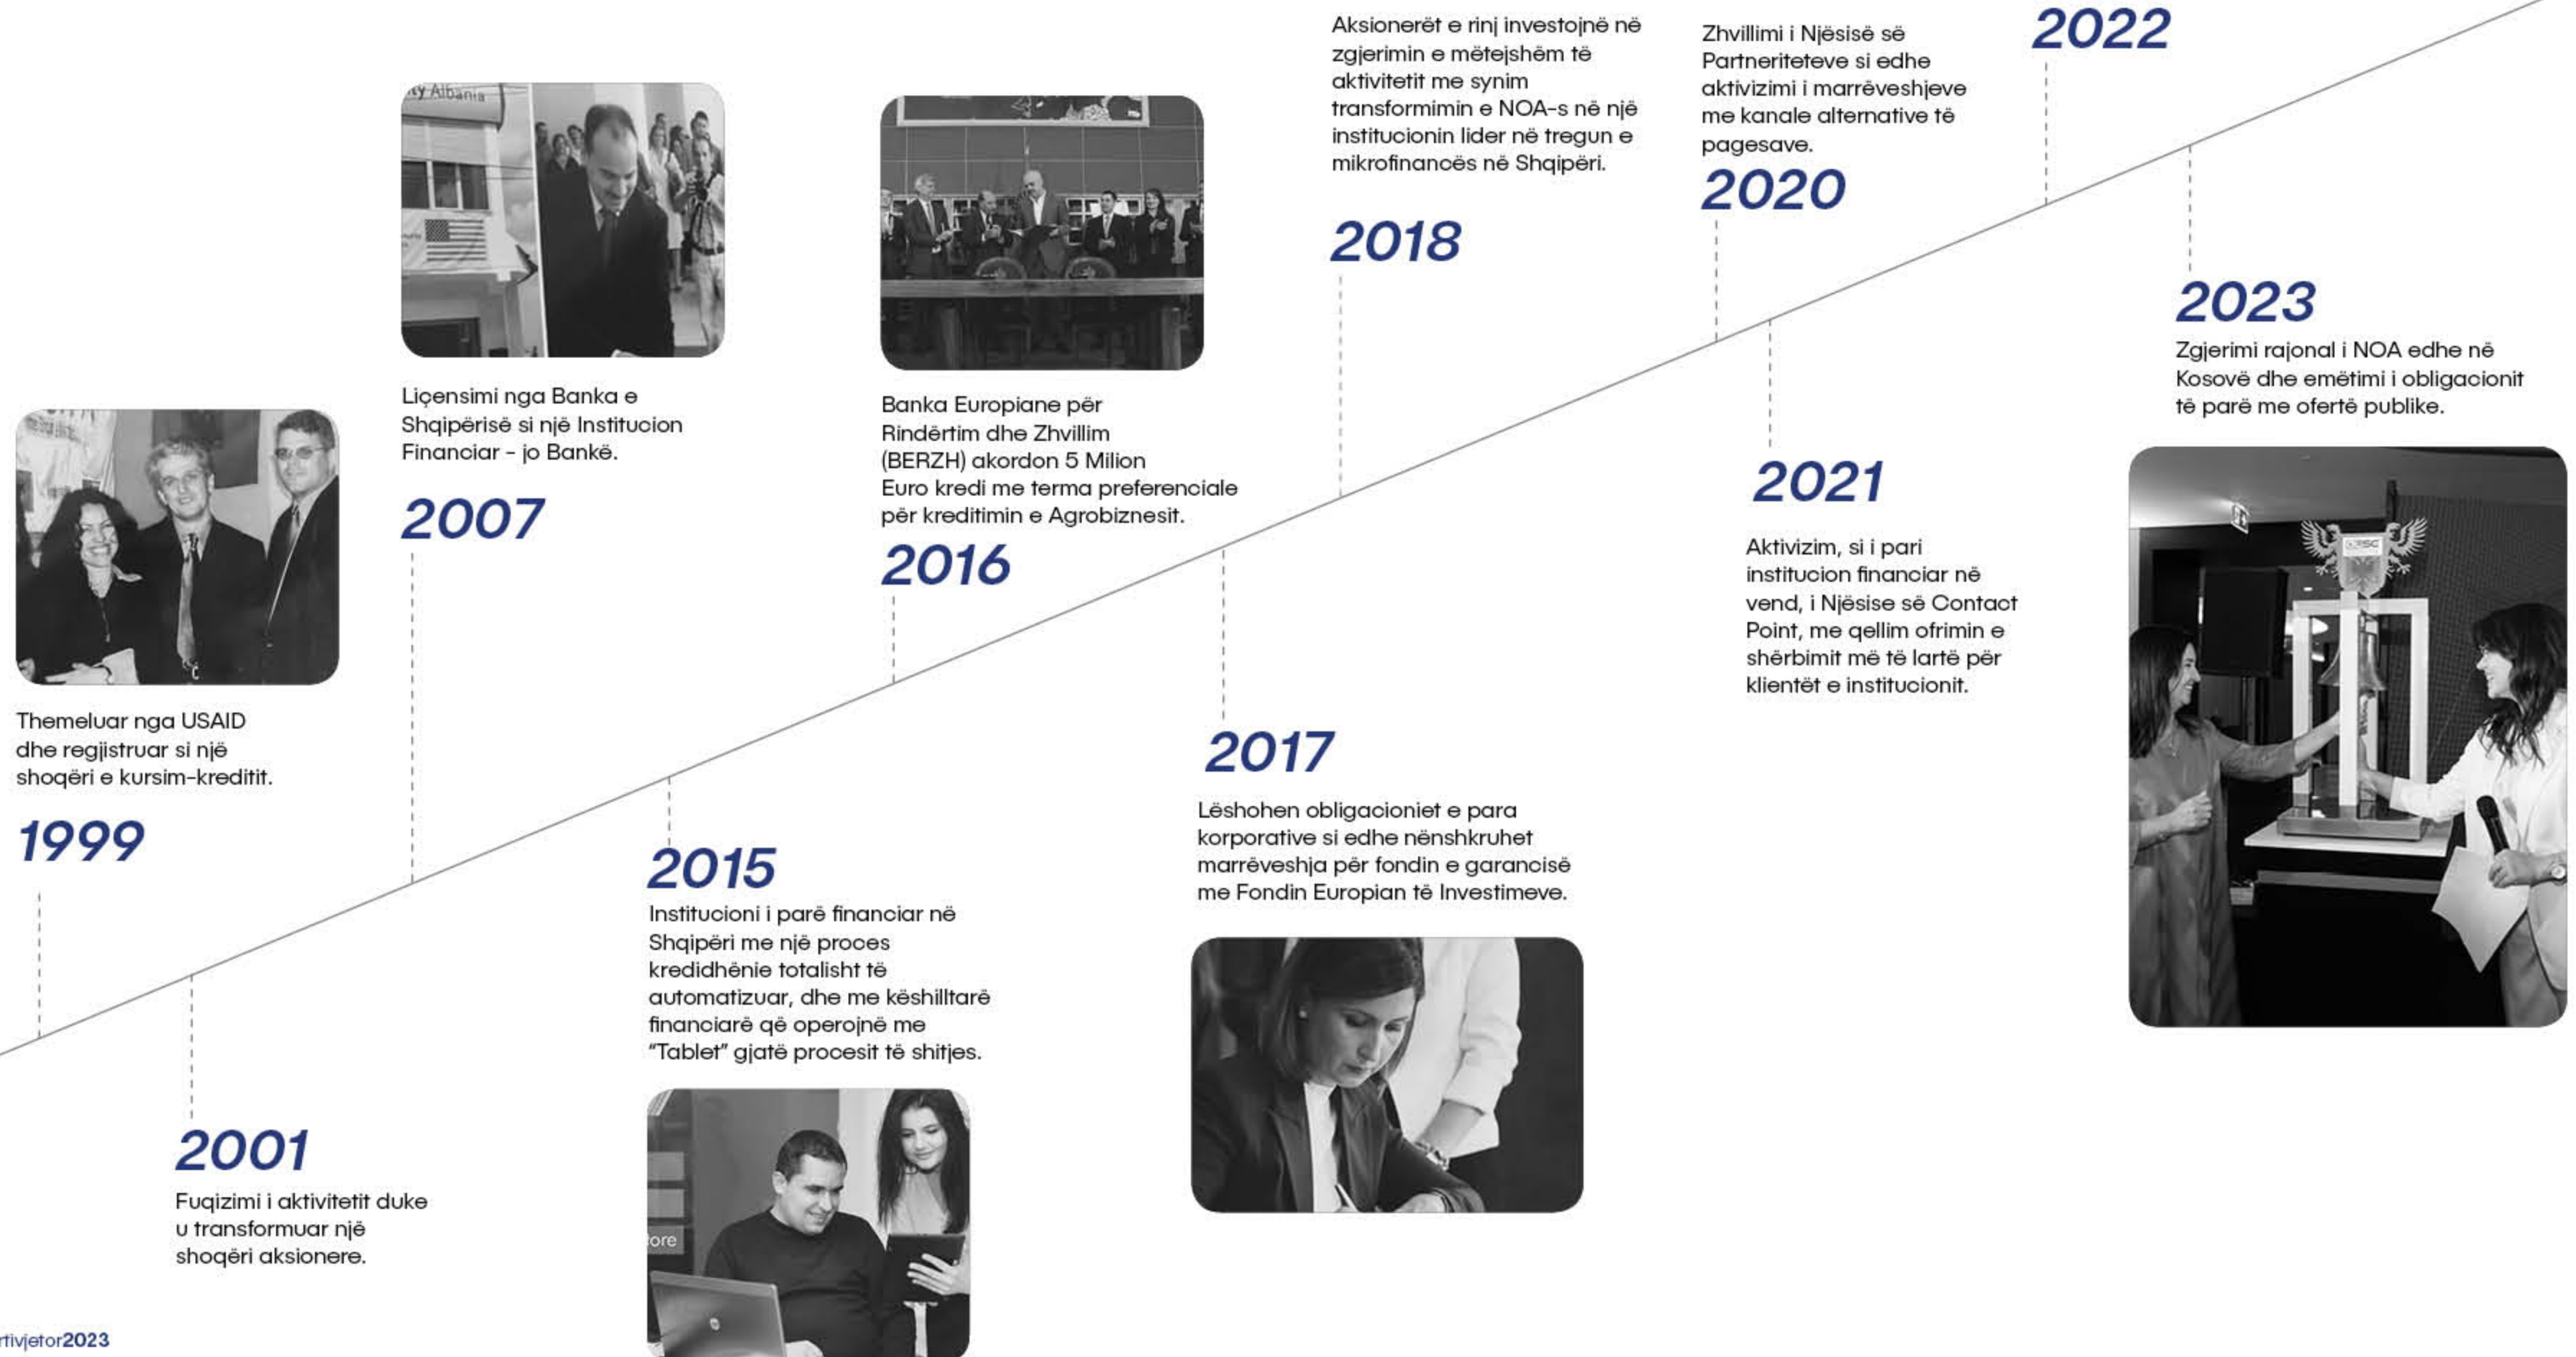 Themeluar nga USAID
dhe regjistruar si një
shoqëri e kursim-kreditit.
1999
2001
Fuqizimi i aktivitetit duke
u transformuar një
shoqëri aksionere.
ty Albania
Liçensimi nga Banka e
Shqipërisë si një Institucion
Financiar - jo Bankë.
2007
2015
Institucioni i parë financiar në
Shqipëri me një proces
kredidhënie totalisht të
automatizuar, dhe me këshilltarë
financiarë që operojnë me
“Tablet” gjatë procesit të shitjes.
ore
Banka Europiane për
Rindërtim dhe Zhvillim
(BERZH) akordon 5 Milion
Euro kredi me terma preferenciale
për kreditimin e Agrobiznesit.
2016
2017
Lëshohen obligacioniet e para
korporative si edhe nënshkruhet
marrëveshja për fondin e garancisë
me Fondin Europian të Investimeve.
Aksionerët e rinj investojnë në
zgjerimin e mëtejshëm të
aktivitetit me synim
transformimin e NOA-s në një
institucionin lider në tregun e
mikrofinancës në Shqipëri.
2018
Zhvillimi i Njësisë së
Partneriteteve si edhe
aktivizimi i marrëveshjeve
me kanale alternative të
pagesave.
2020
2021
Aktivizim, si i pari
institucion financiar në
vend, i Njësise së Contact
Point, me qellim ofrimin e
shërbimit më të lartë për
klientët e institucionit.
2022
2023
Zgjerimi rajonal i NOA edhe në
Kosovë dhe emëtimi i obligacionit
të parë me ofertë publike.
rtivjetor2023